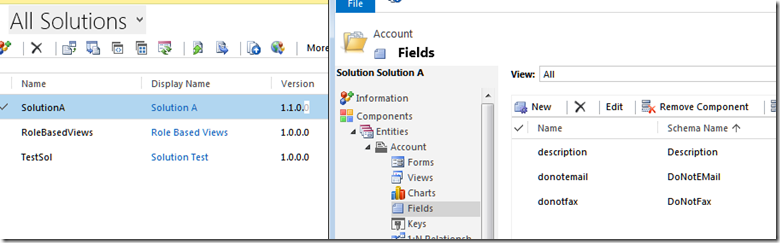 All Solutions
More
Name Display Name Version
SolutionA Solution A 1.1.0.0
RoleBasedViews Role Based Views 1.0.0.0
TestSol Solution Test 1.0.0.0
File
Account
Fields
Solution Solution A
Information
Components
Entities
Account
Forms
Views
Charts
Fields
Keys
1:N Relationsh
View: All
New Edit Remove Component
Name Schema Name
description Description
donotemail DoNotEMail
donotfax DoNotFax